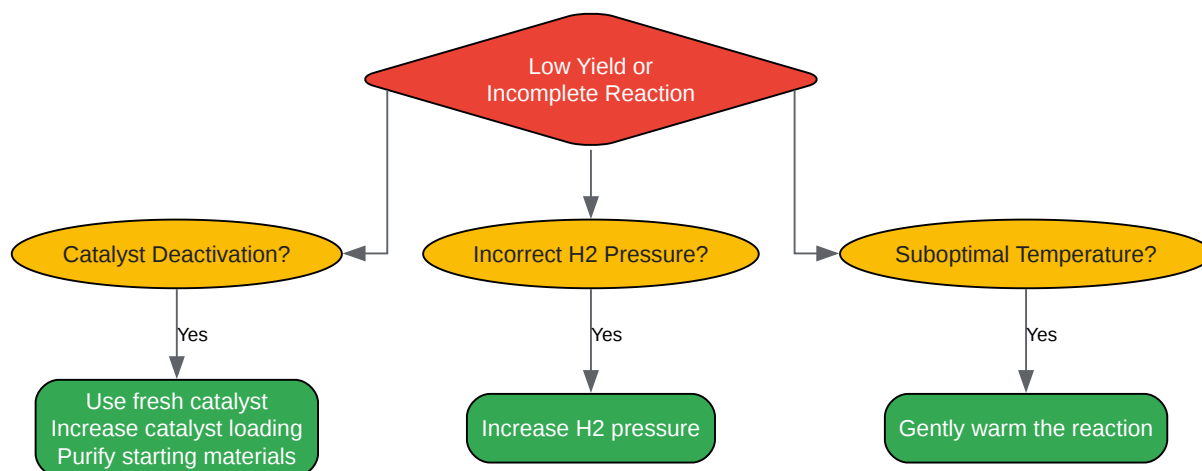 Low Yield or
Incomplete Reaction
Catalyst Deactivation?
Incorrect H2 Pressure?
Suboptimal Temperature?
Yes
Yes
Yes
Use fresh catalyst
Increase catalyst loading
Purify starting materials
Increase H2 pressure
Gently warm the reaction